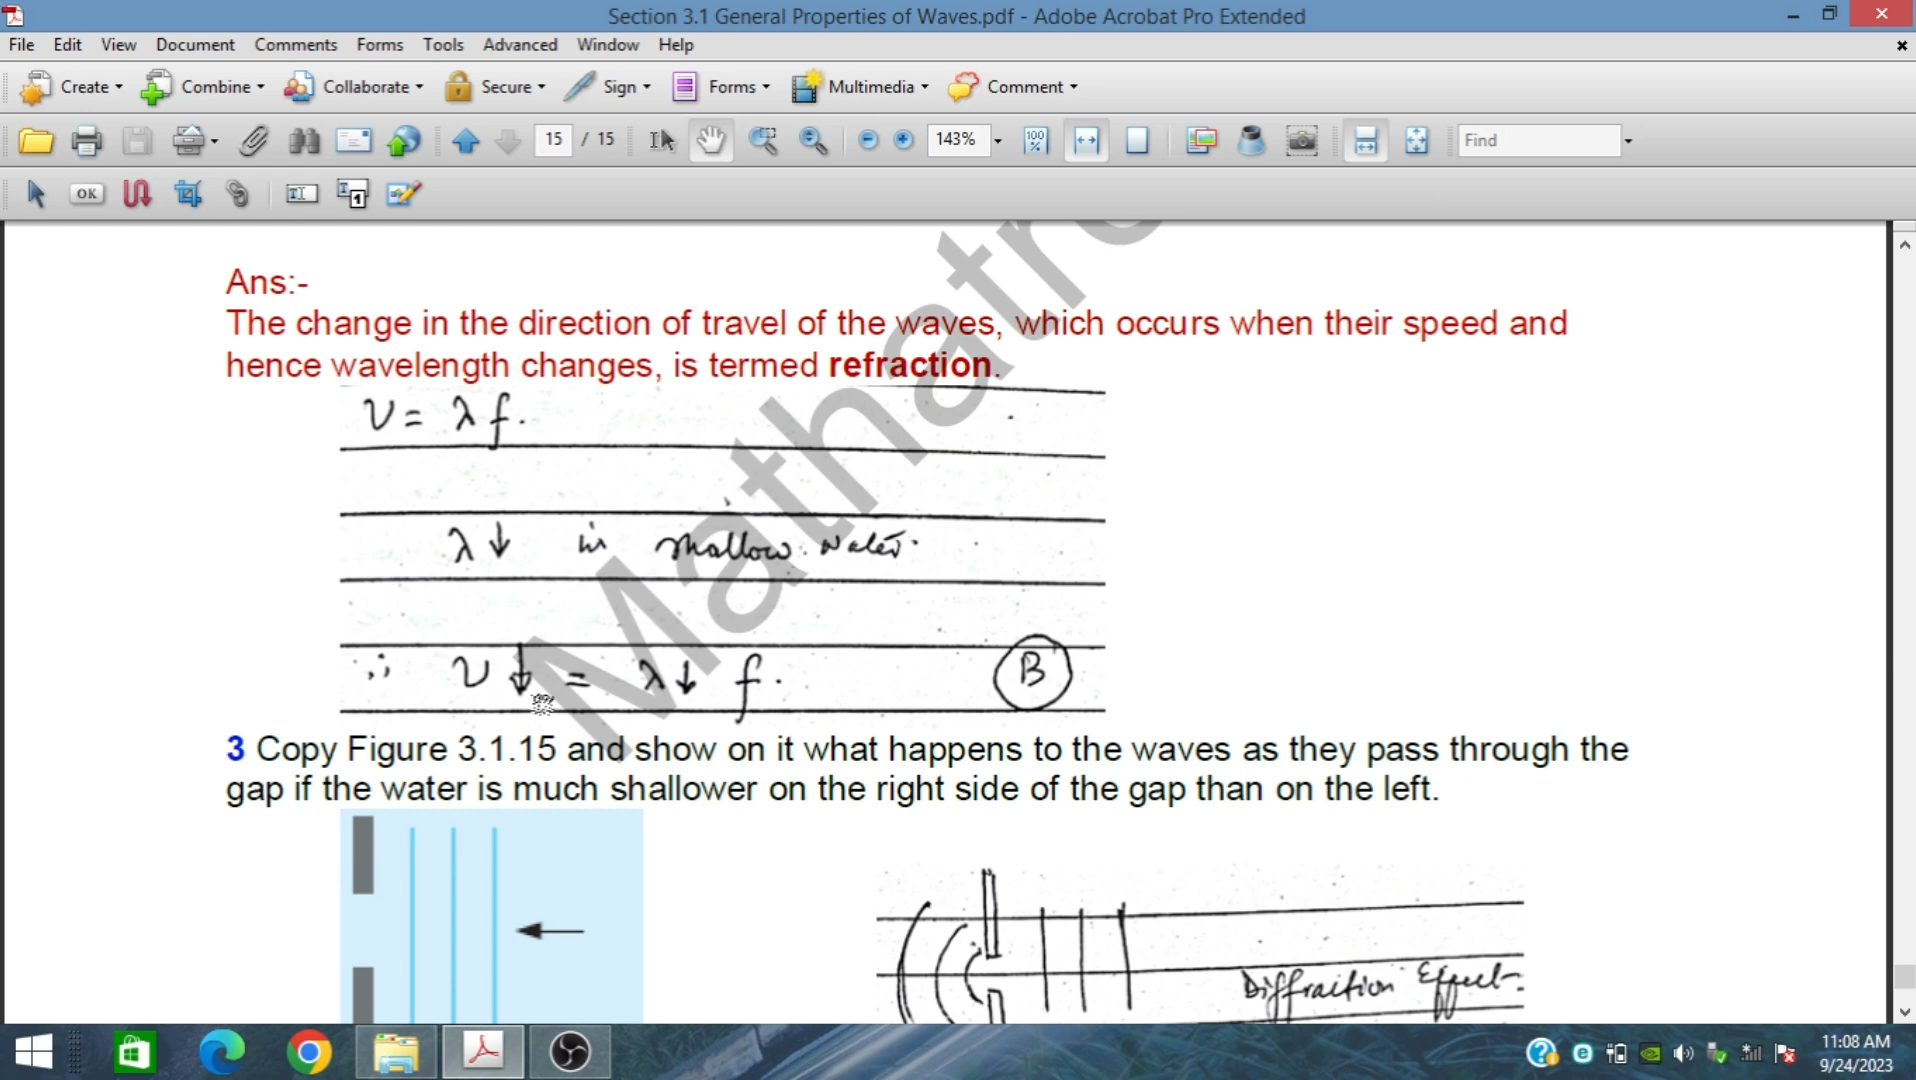 Section 3.1 General Properties of Waves.pdf - Adobe Acrobat Pro Extended
File Edit View Document Comments Forms Tools Advanced Window Help
Create Combine Collaborate Secure Sign Forms Multimedia Comment
15 / 15 143% Find
OK
Ans:-
The change in the direction of travel of the waves, which occurs when their speed and
hence wavelength changes, is termed refraction.
v = λ f.
λ ↓ in shallow water.
∴ v ↓ = λ ↓ f. B
3 Copy Figure 3.1.15 and show on it what happens to the waves as they pass through the
gap if the water is much shallower on the right side of the gap than on the left.
Diffraction Effect
11:08 AM
9/24/2023